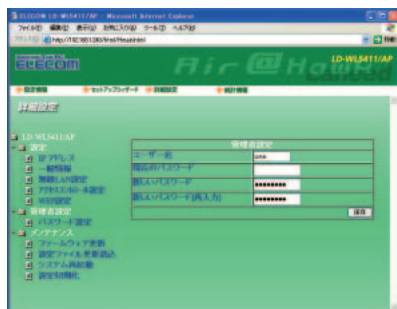 ELECOM LD-WL5411/AP - Microsoft Internet Explorer
ファイル(F) 編集(E) 表示(V) お気に入り(A) ツール(T) ヘルプ(H)
ELECOM
Air @ Hawk
LD-WL5411/AP
設定情報 セットアップウィザード 詳細設定 統計情報
詳細設定
LD-WL5411/AP
設定
IP アドレス
一般情報
無線LAN設定
アクセスコントロール設定
WEP設定
管理者設定
パスワード設定
メンテナンス
ファームウェア更新
設定ファイル更新/読込
システム再起動
設定初期化
管理者設定
ユーザー名
現在のパスワード
新しいパスワード
新しいパスワード(再入力)
保存